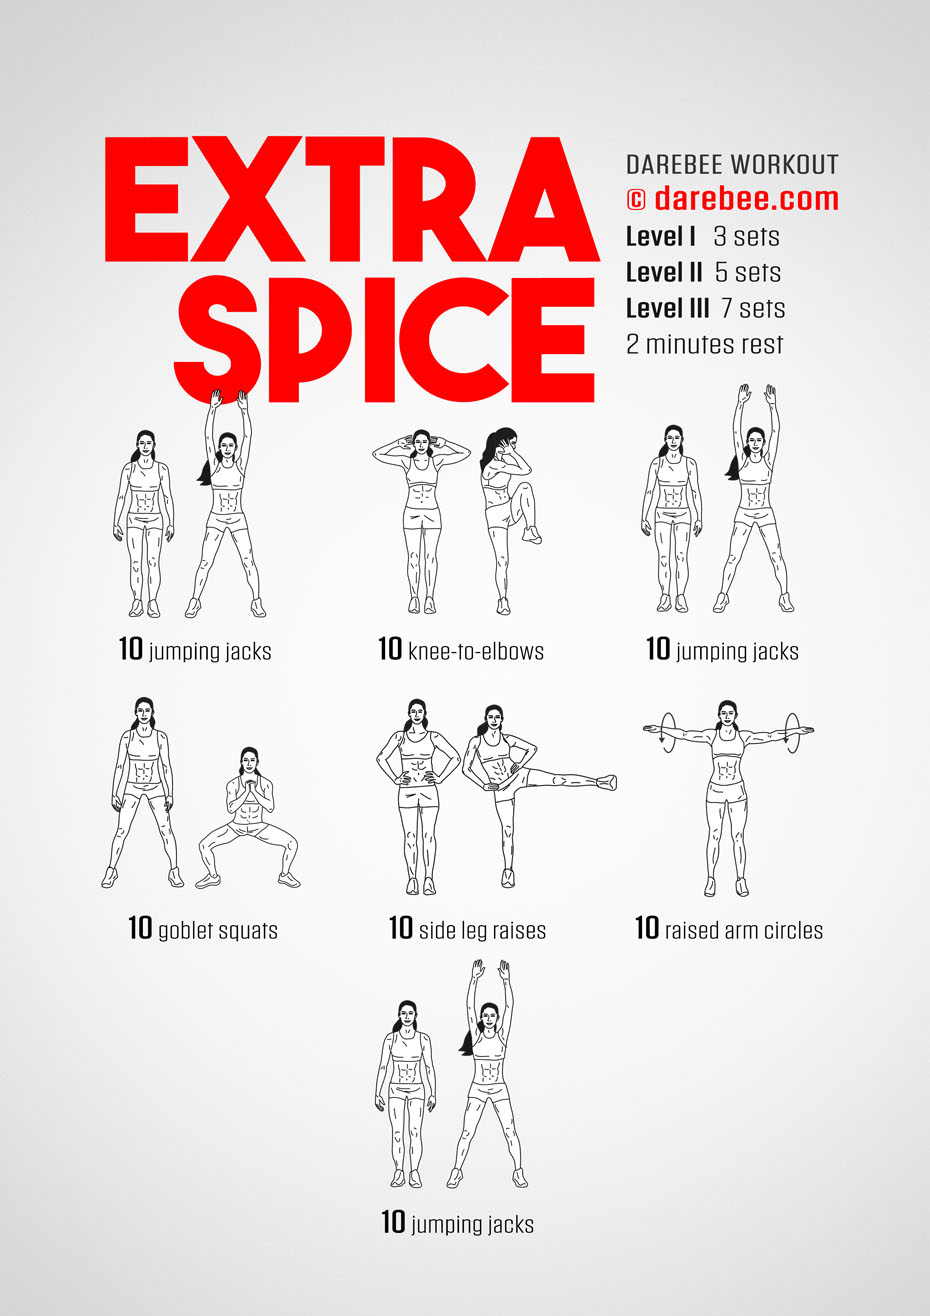 EXTRA
SPICE
DAREBEE WORKOUT
© darebee.com
Level I 3 sets
Level II 5 sets
Level III 7 sets
2 minutes rest
10 jumping jacks
10 knee-to-elbows
10 jumping jacks
10 goblet squats
10 side leg raises
10 raised arm circles
10 jumping jacks